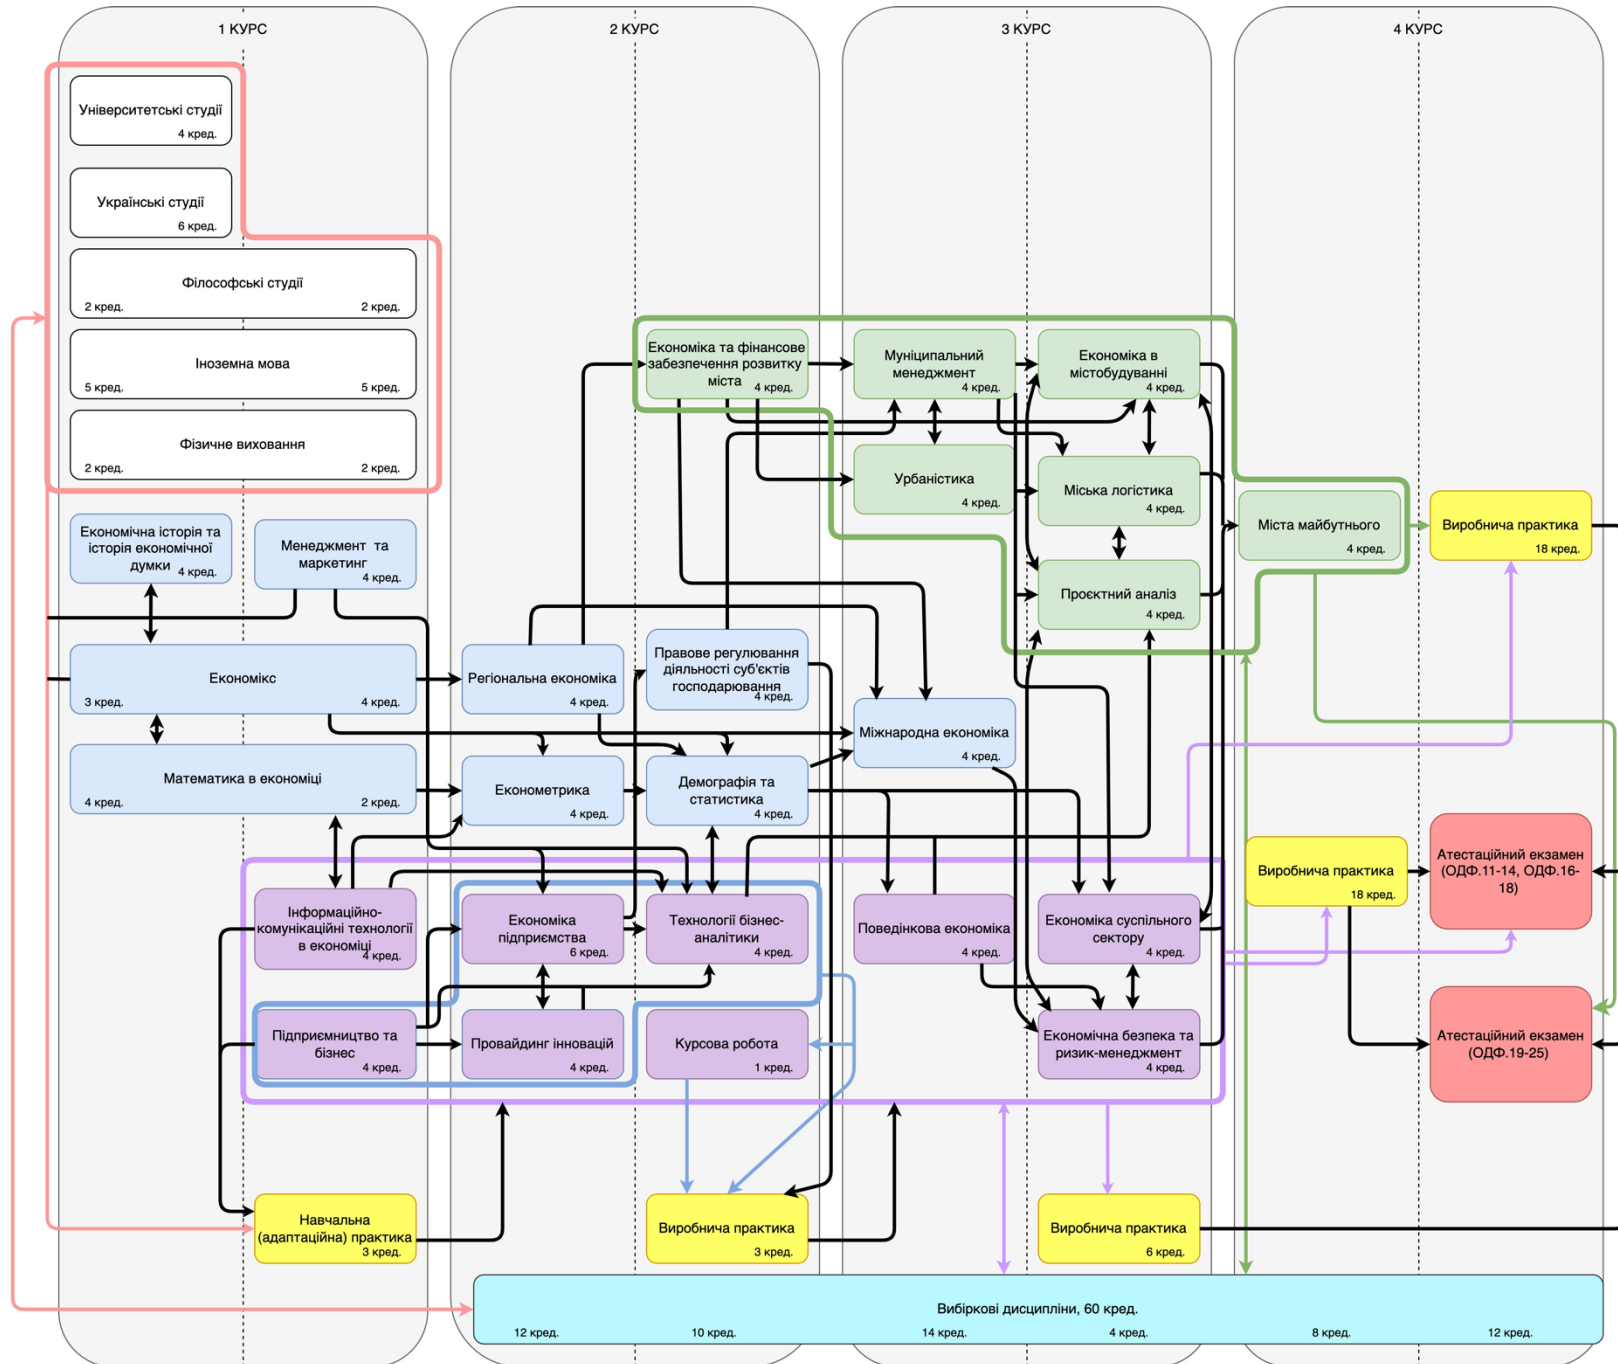 1 КУРС
2 КУРС
3 КУРС
4 КУРС
Університетські студії
4 кред.
Українські студії
6 кред.
Філософські студії
2 кред.
2 кред.
Іноземна мова
5 кред.
5 кред.
Фізичне виховання
2 кред.
2 кред.
Економіка та фінансове
забезпечення розвитку
міста
4 кред.
Муніципальний
менеджмент
4 кред.
Економіка в
містобудуванні
4 кред.
Урбаністика
4 кред.
Міська логістика
4 кред.
Міста майбутнього
4 кред.
Виробнича практика
18 кред.
Економічна історія та
історія економічної
думки
4 кред.
Менеджмент та
маркетинг
4 кред.
Проєктний аналіз
4 кред.
Економікс
3 кред.
4 кред.
Регіональна економіка
4 кред.
Правове регулювання
діяльності суб'єктів
господарювання
4 кред.
Міжнародна економіка
4 кред.
Математика в економіці
4 кред.
2 кред.
Економетрика
4 кред.
Демографія та
статистика
4 кред.
Інформаційно-
комунікаційні технології
в економіці
4 кред.
Економіка
підприємства
6 кред.
Технології бізнес-
аналітики
4 кред.
Поведінкова економіка
4 кред.
Економіка суспільного
сектору
4 кред.
Виробнича практика
18 кред.
Атестаційний екзамен
(ОДФ.11-14, ОДФ.16-
18)
Підприємництво та
бізнес
4 кред.
Провайдинг інновацій
4 кред.
Курсова робота
1 кред.
Економічна безпека та
ризик-менеджмент
4 кред.
Атестаційний екзамен
(ОДФ.19-25)
Навчальна
(адаптаційна) практика
3 кред.
Виробнича практика
3 кред.
Виробнича практика
6 кред.
Вибіркові дисципліни, 60 кред.
12 кред.
10 кред.
14 кред.
4 кред.
8 кред.
12 кред.